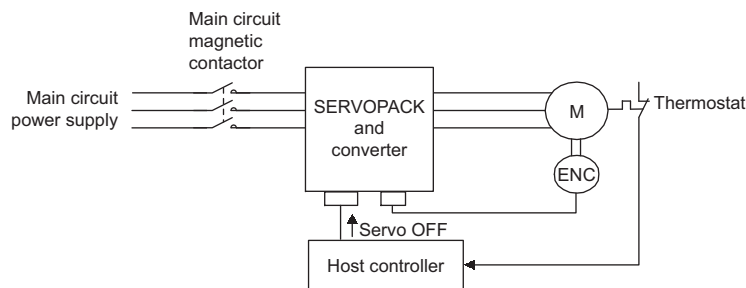 Main circuit
magnetic
contactor
Main circuit
power supply
SERVOPACK
and
converter
M
Thermostat
ENC
Servo OFF
Host controller